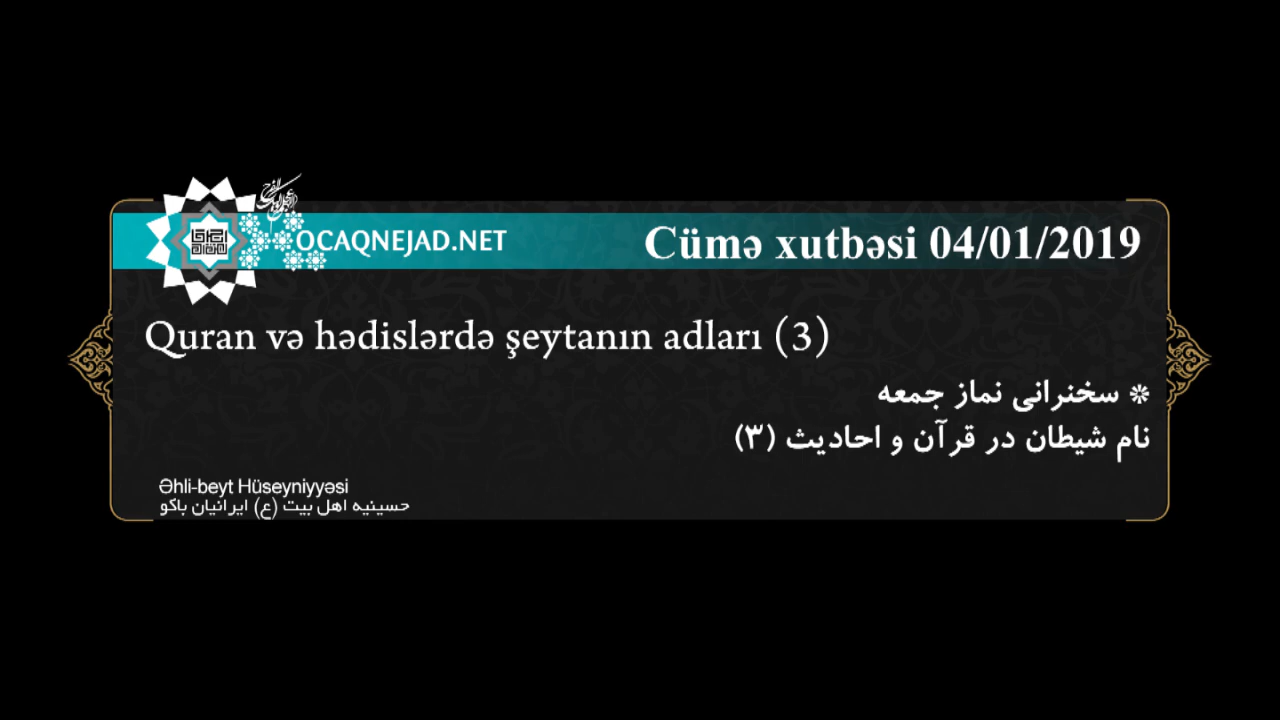 OCAQNEJAD.NET
Cümə xutbəsi 04/01/2019
Quran və hədislərdə şeytanın adları (3)
* سخنرانی نماز جمعه
نام شیطان در قرآن و احادیث (۳)
Əhli-beyt Hüseyniyyəsi
حسینیه اهل بیت (ع) ایرانیان باکو